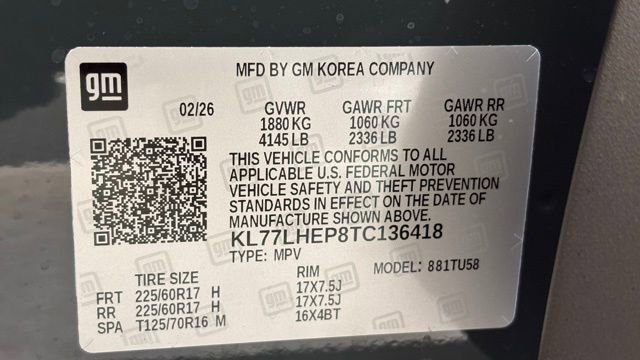 gm
MFD BY GM KOREA COMPANY
02/26 GVWR GAWR FRT GAWR RR
1880 KG 1060 KG 1060 KG
4145 LB 2336 LB 2336 LB
THIS VEHICLE CONFORMS TO ALL
APPLICABLE U.S. FEDERAL MOTOR
VEHICLE SAFETY AND THEFT PREVENTION
STANDARDS IN EFFECT ON THE DATE OF
MANUFACTURE SHOWN ABOVE.
KL77LHEP8TC136418
TYPE: MPV MODEL: 881TU58
TIRE SIZE RIM
FRT 225/60R17 H 17X7.5J
RR 225/60R17 H 17X7.5J
SPA T125/70R16 M 16X4BT